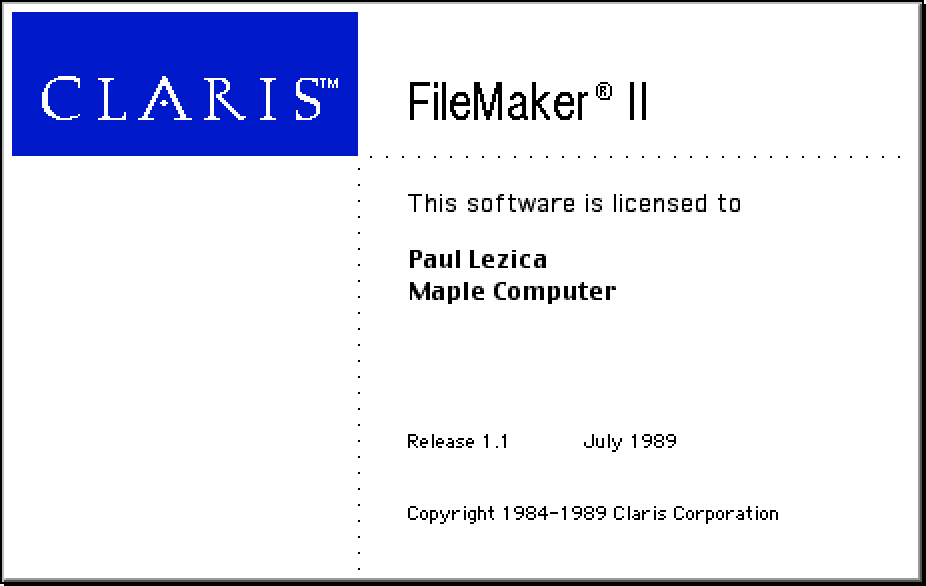 CLARIS™
FileMaker® II
This software is licensed to
Paul Lezica
Maple Computer
Release 1.1 July 1989
Copyright 1984-1989 Claris Corporation